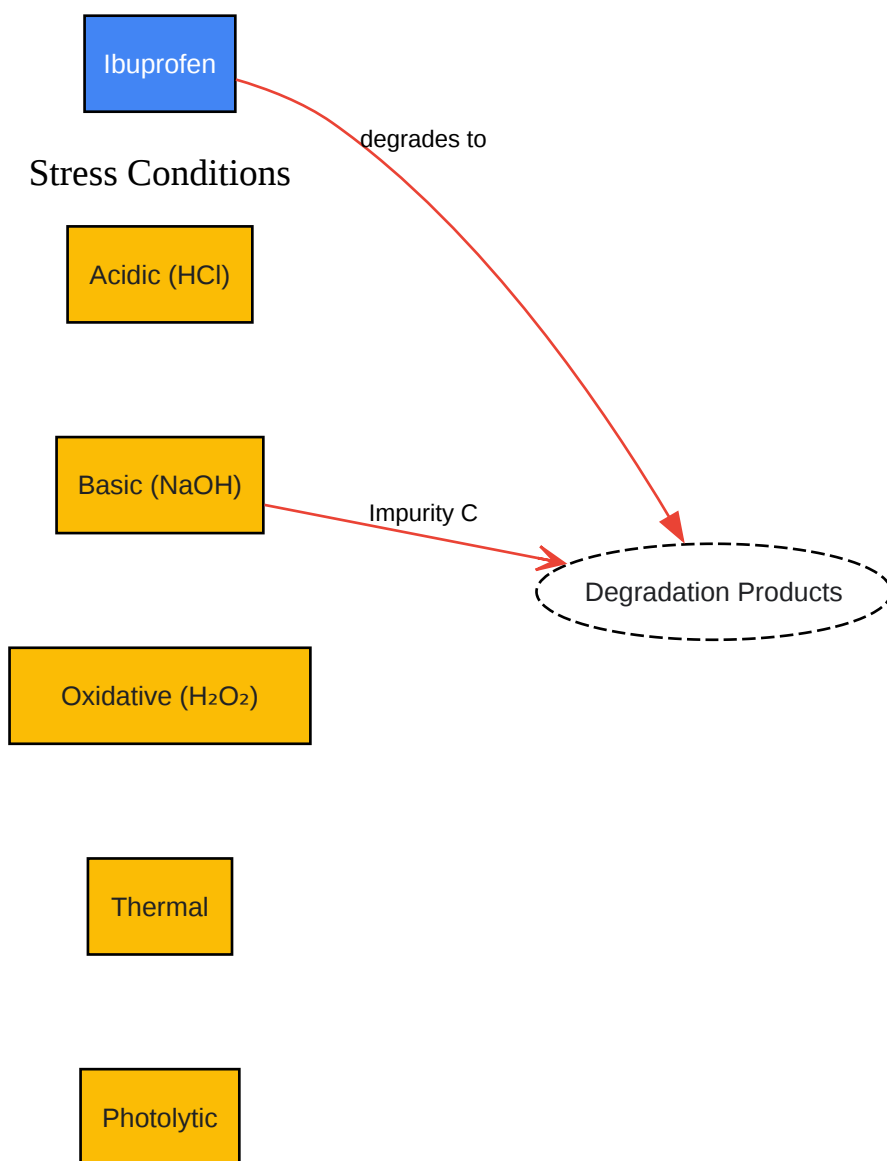 Ibuprofen
degrades to
Stress Conditions
Acidic (HCl)
Basic (NaOH)
Impurity C
Degradation Products
Oxidative (H₂O₂)
Thermal
Photolytic